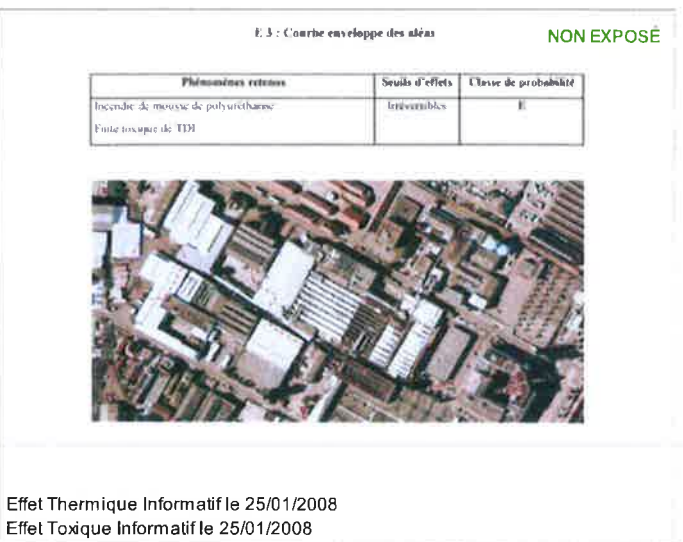 E 3 : Courbe enveloppe des aléas
NON EXPOSÉ
Phénomènes retenus Seuils d'effets Classe de probabilité
Incendie de mousse de polyuréthanne Irréversibles E
Fuite toxique de TDI
Effet Thermique Informatif le 25/01/2008
Effet Toxique Informatif le 25/01/2008